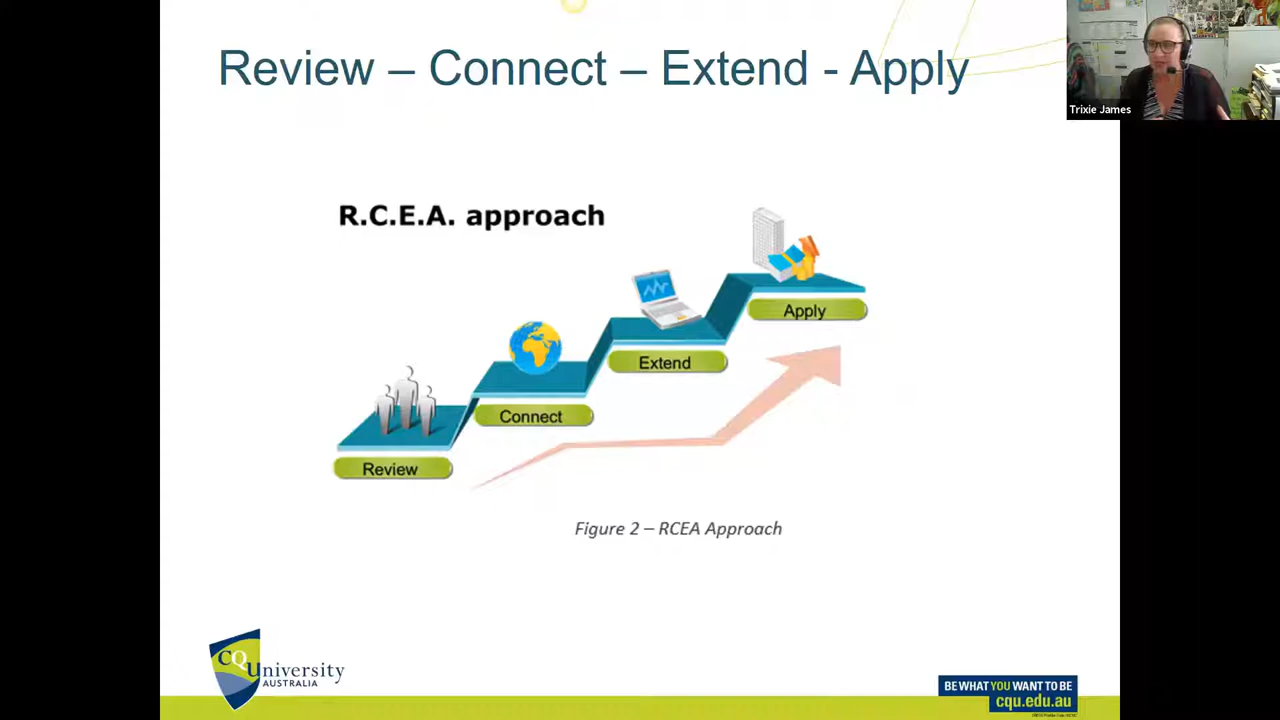 Review – Connect – Extend - Apply
Trixie James
R.C.E.A. approach
Apply
Extend
Connect
Review
Figure 2 – RCEA Approach
CQUniversity
AUSTRALIA
BE WHAT YOU WANT TO BE
cqu.edu.au